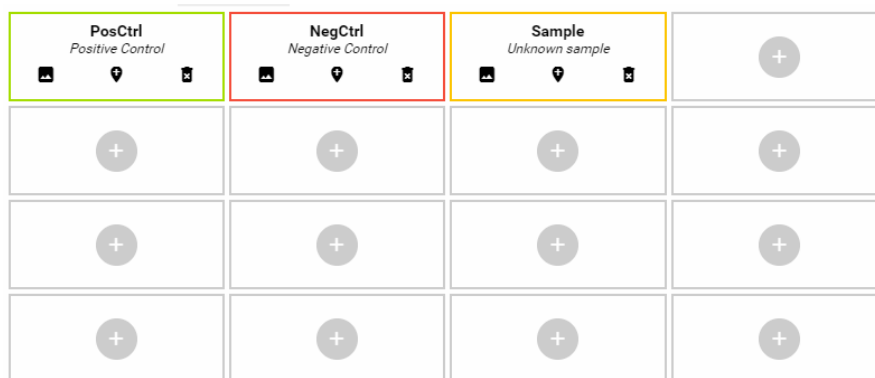 PosCtrl
Positive Control
NegCtrl
Negative Control
Sample
Unknown sample